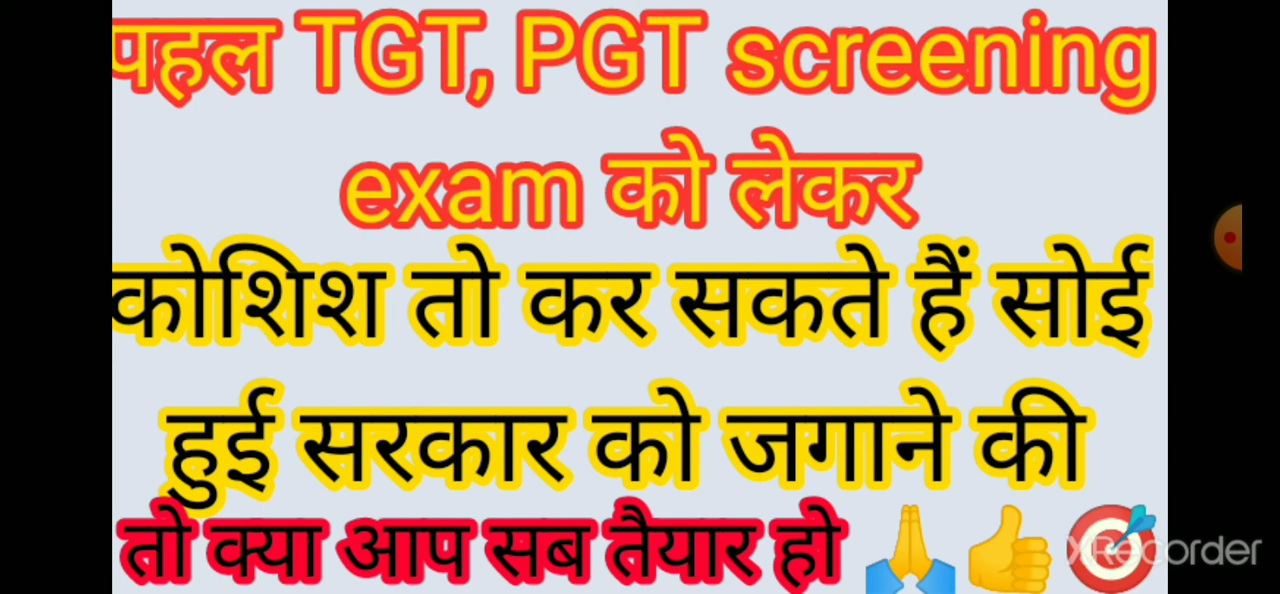 पहल TGT, PGT screening
exam को लेकर
कोशिश तो कर सकते हैं सोई
हुई सरकार को जगाने की
तो क्या आप सब तैयार हो 🙏👍🎯
XRecorder